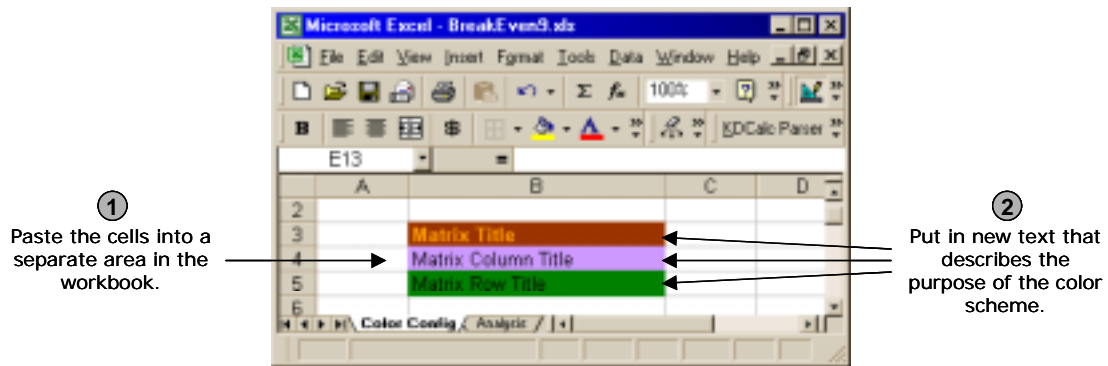 Microsoft Excel - BreakEven9.xls
File Edit View Insert Format Tools Data Window Help
Σ fx 100% ?
B $ A KDCalc Parser
E13 =
A B C D
2
3 Matrix Title
4 Matrix Column Title
5 Matrix Row Title
6
Color Config Analysis
1
Paste the cells into a
separate area in the
workbook.
2
Put in new text that
describes the
purpose of the color
scheme.